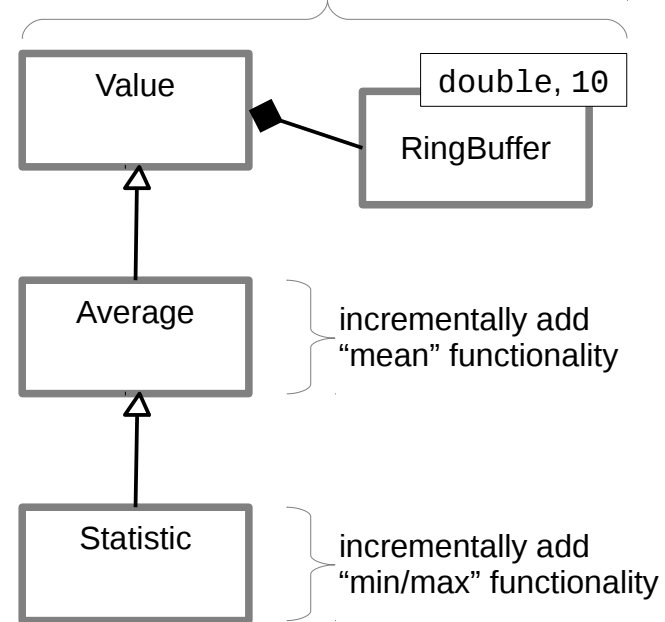 Value
double, 10
RingBuffer
Average
incrementally add
“mean” functionality
Statistic
incrementally add
“min/max” functionality